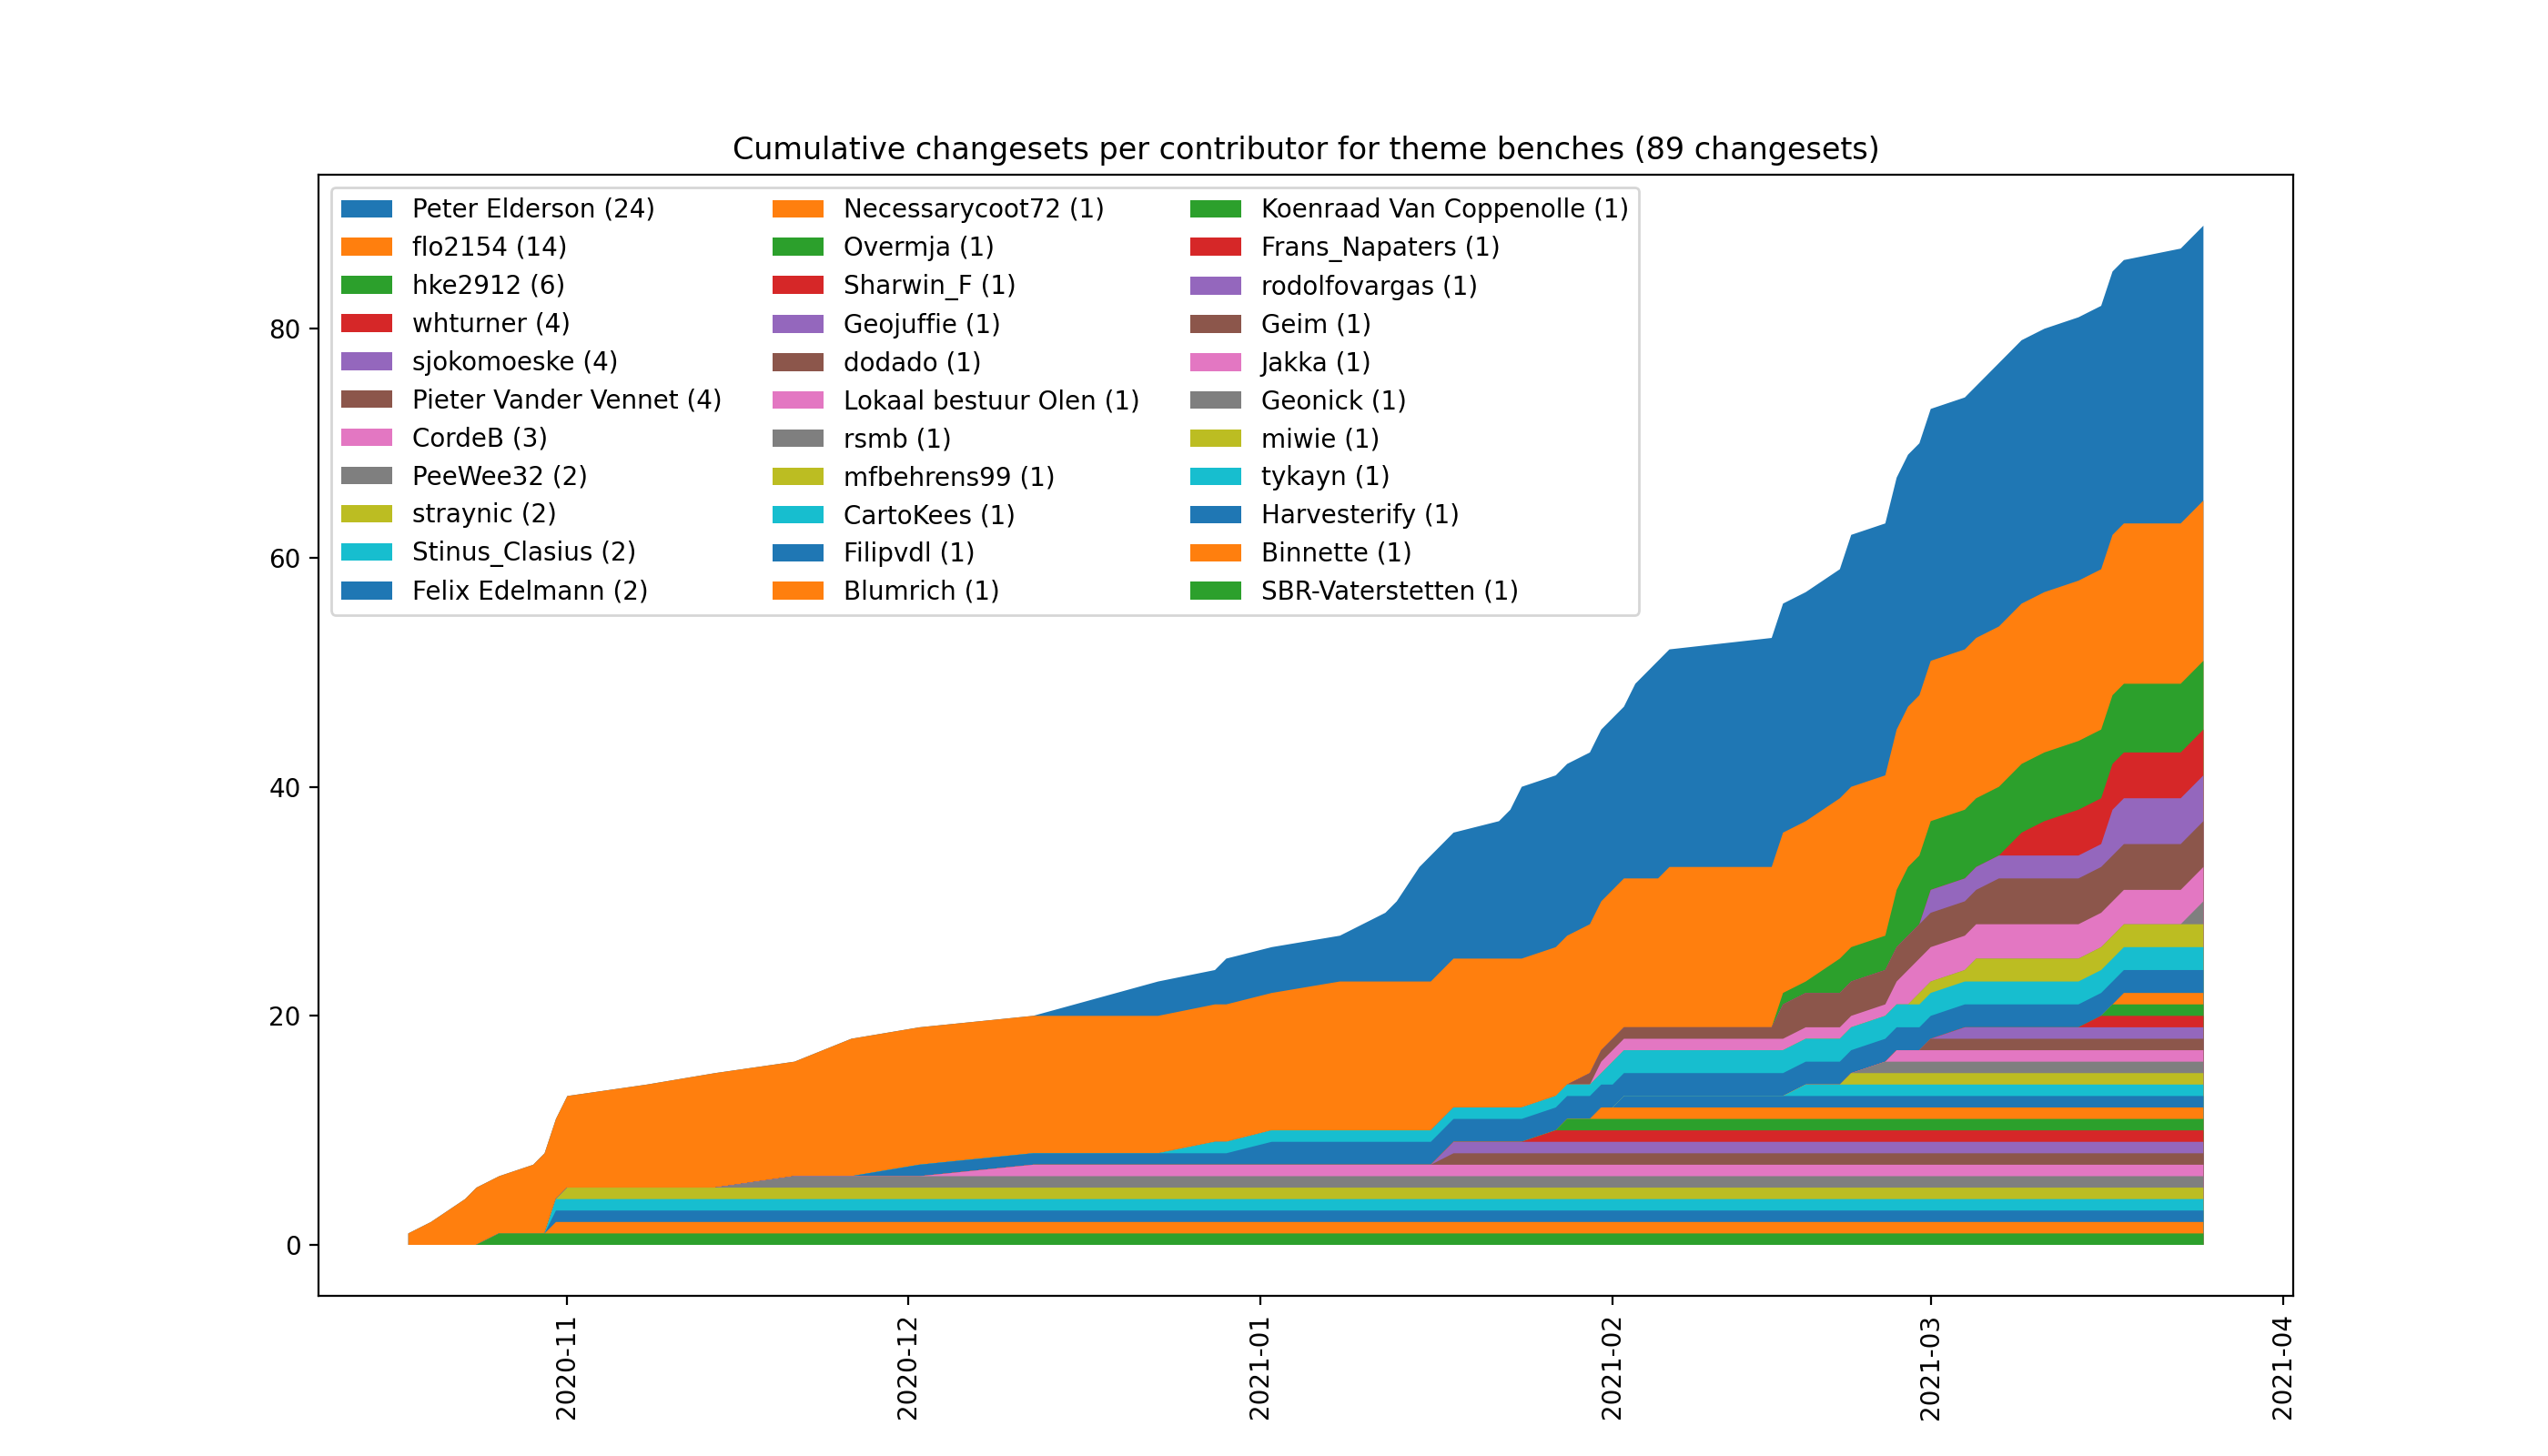 Cumulative changesets per contributor for theme benches (89 changesets)
Peter Elderson (24)
flo2154 (14)
hke2912 (6)
whturner (4)
sjokomoeske (4)
Pieter Vander Vennet (4)
CordeB (3)
PeeWee32 (2)
straynic (2)
Stinus_Clasius (2)
Felix Edelmann (2)
Necessarycoot72 (1)
Overmja (1)
Sharwin_F (1)
Geojuffie (1)
dodado (1)
Lokaal bestuur Olen (1)
rsmb (1)
mfbehrens99 (1)
CartoKees (1)
Filipvdl (1)
Blumrich (1)
Koenraad Van Coppenolle (1)
Frans_Napaters (1)
rodolfovargas (1)
Geim (1)
Jakka (1)
Geonick (1)
miwie (1)
tykayn (1)
Harvesterify (1)
Binnette (1)
SBR-Vaterstetten (1)
80
60
40
20
0
2020-11
2020-12
2021-01
2021-02
2021-03
2021-04